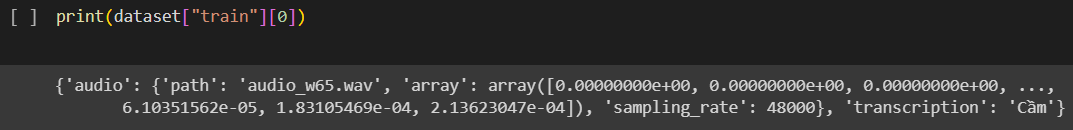 [ ] print(dataset["train"][0])
{'audio': {'path': 'audio_w65.wav', 'array': array([0.00000000e+00, 0.00000000e+00, 0.00000000e+00, ...,
6.10351562e-05, 1.83105469e-04, 2.13623047e-04]), 'sampling_rate': 48000}, 'transcription': 'Cầm'}